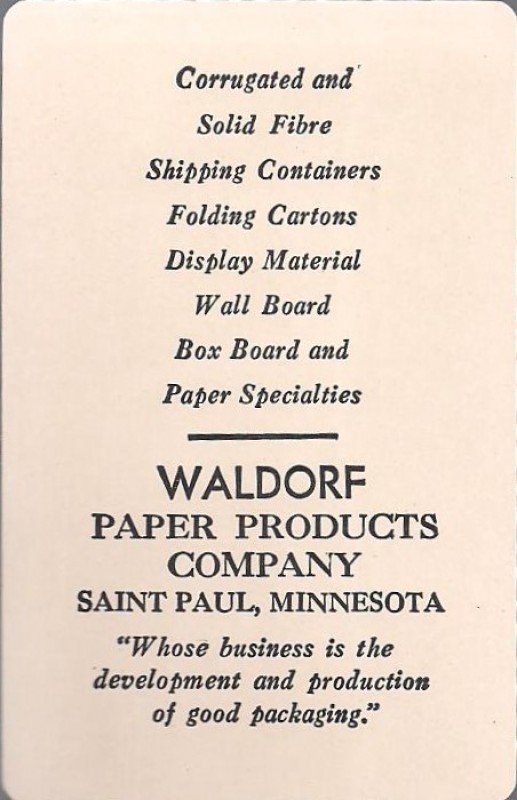 Corrugated and
Solid Fibre
Shipping Containers
Folding Cartons
Display Material
Wall Board
Box Board and
Paper Specialties
WALDORF
PAPER PRODUCTS
COMPANY
SAINT PAUL, MINNESOTA
"Whose business is the
development and production
of good packaging."